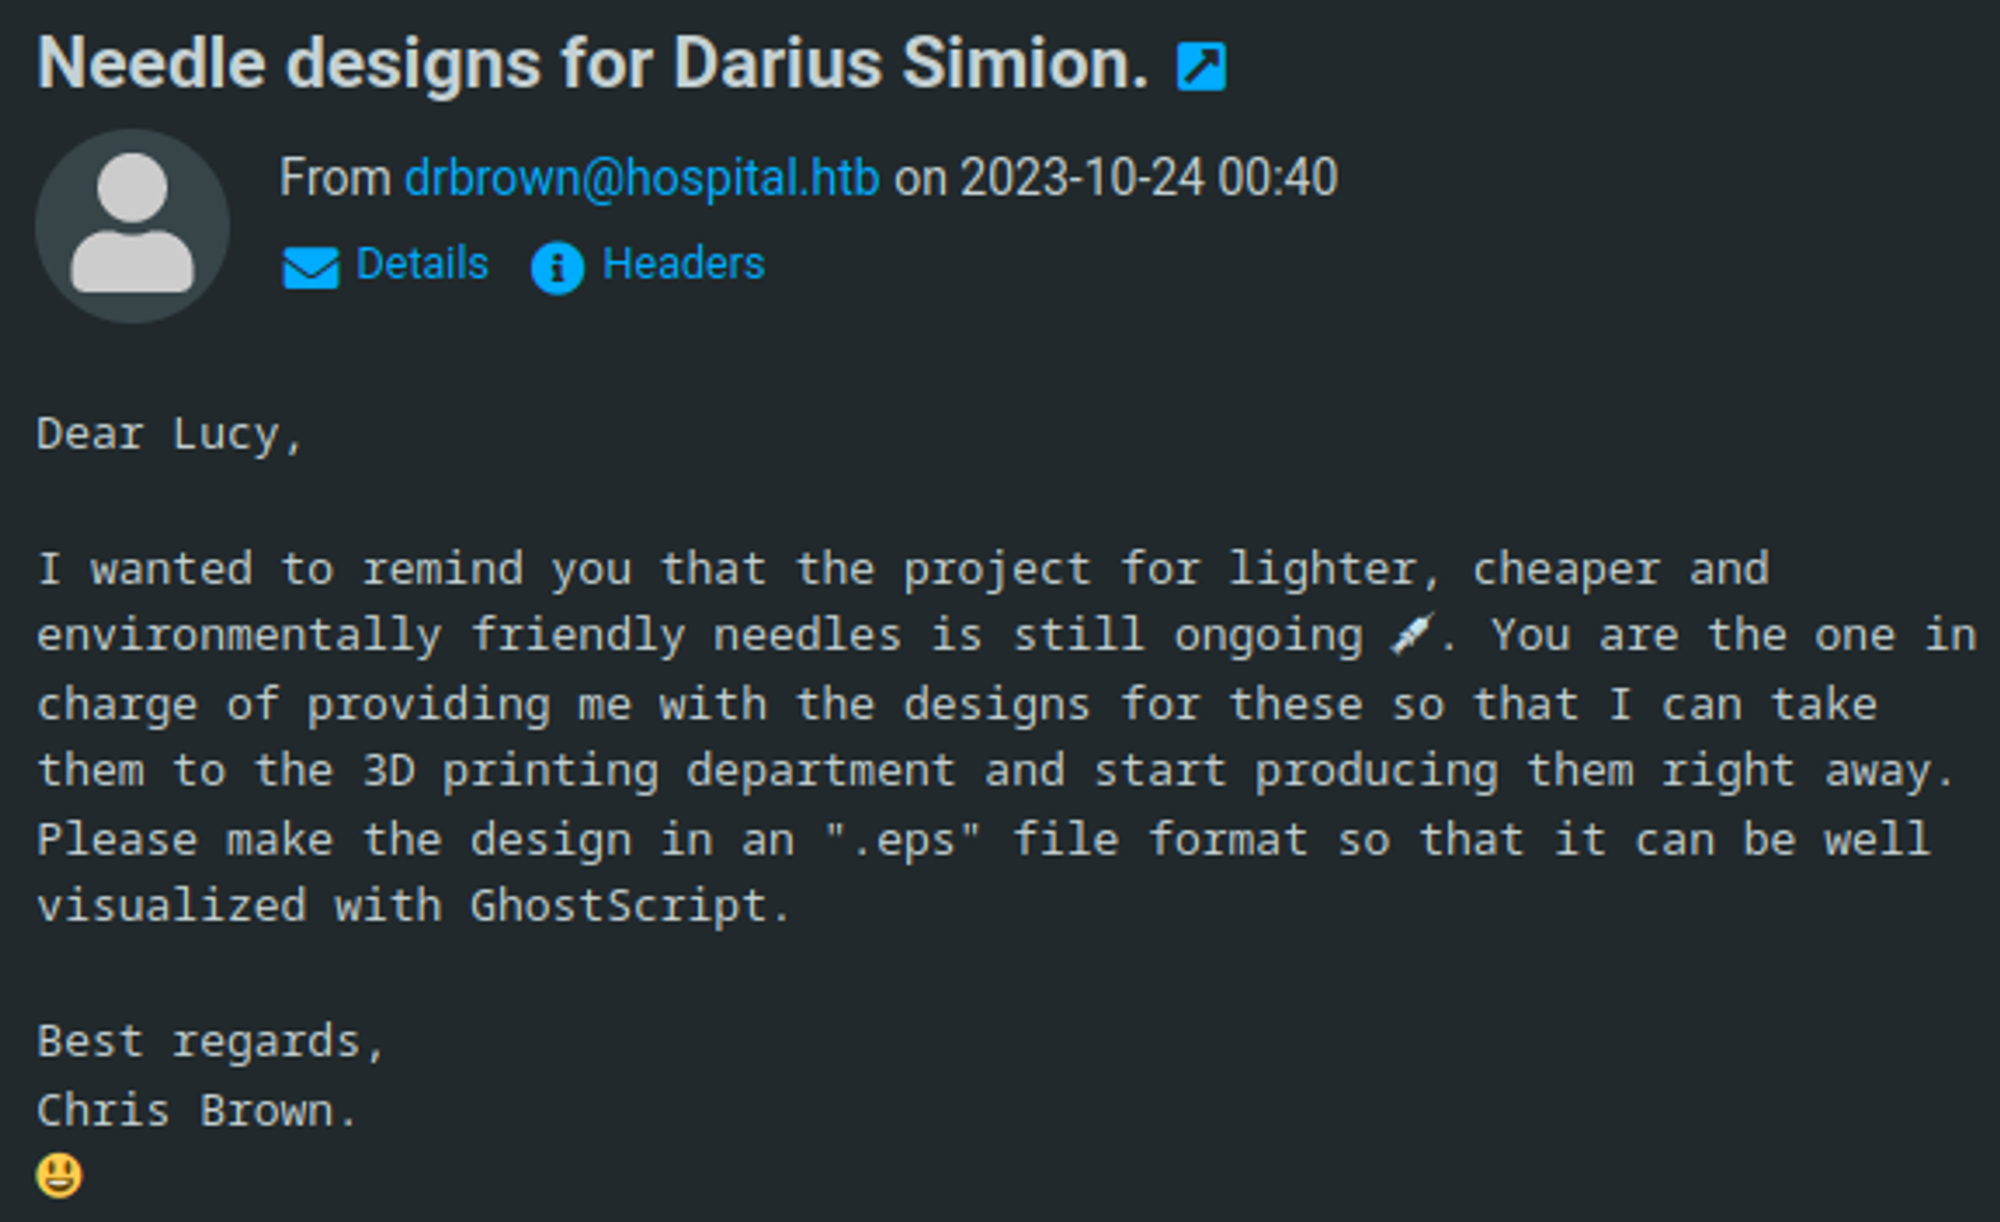 Needle designs for Darius Simion.
From drbrown@hospital.htb on 2023-10-24 00:40
Details Headers
Dear Lucy,
I wanted to remind you that the project for lighter, cheaper and
environmentally friendly needles is still ongoing 💉. You are the one in
charge of providing me with the designs for these so that I can take
them to the 3D printing department and start producing them right away.
Please make the design in an ".eps" file format so that it can be well
visualized with GhostScript.
Best regards,
Chris Brown.
😃